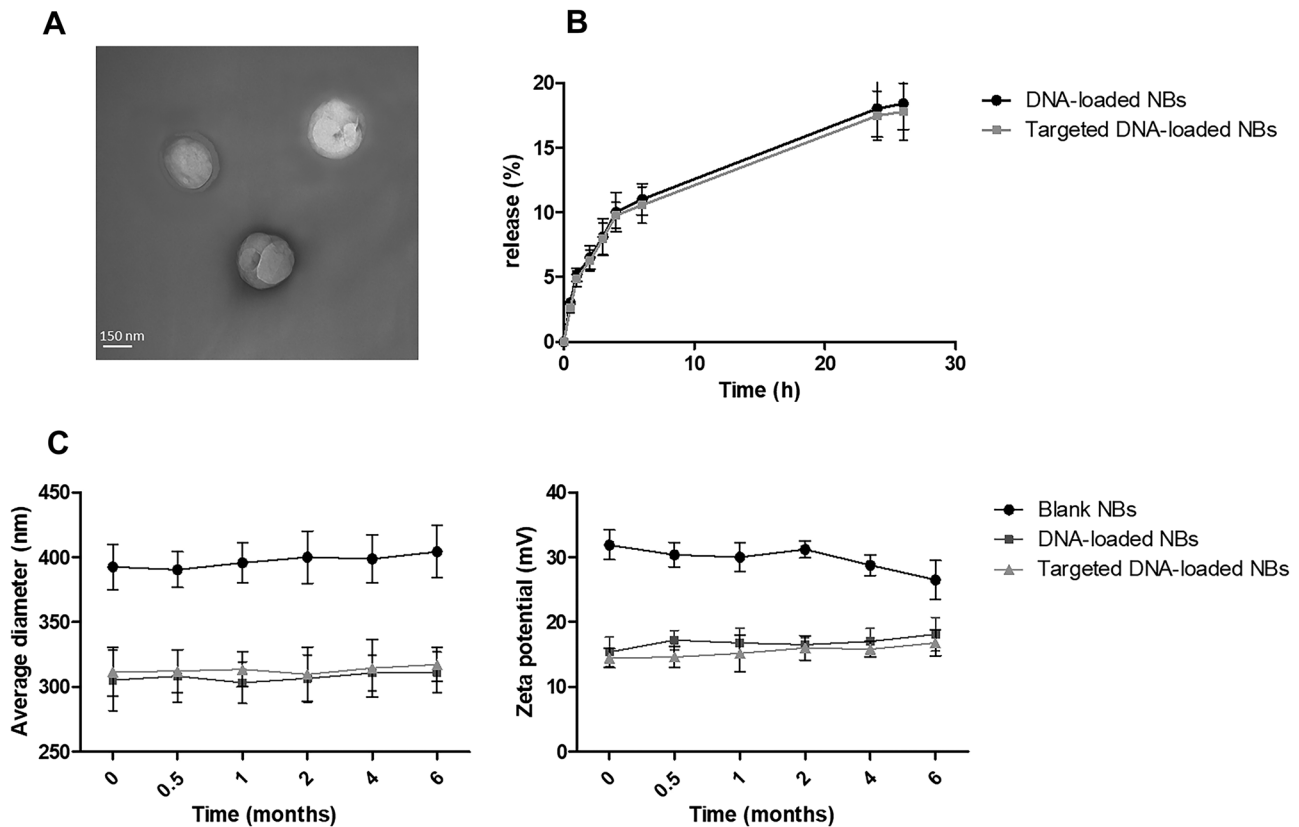 A
150 nm
B
20
15
10
5
0
release (%)
0
10
20
30
Time (h)
DNA-loaded NBs
Targeted DNA-loaded NBs
C
450
400
350
300
250
Average diameter (nm)
0
0.5
1
2
4
6
Time (months)
40
30
20
10
0
Zeta potential (mV)
0
0.5
1
2
4
6
Time (months)
Blank NBs
DNA-loaded NBs
Targeted DNA-loaded NBs